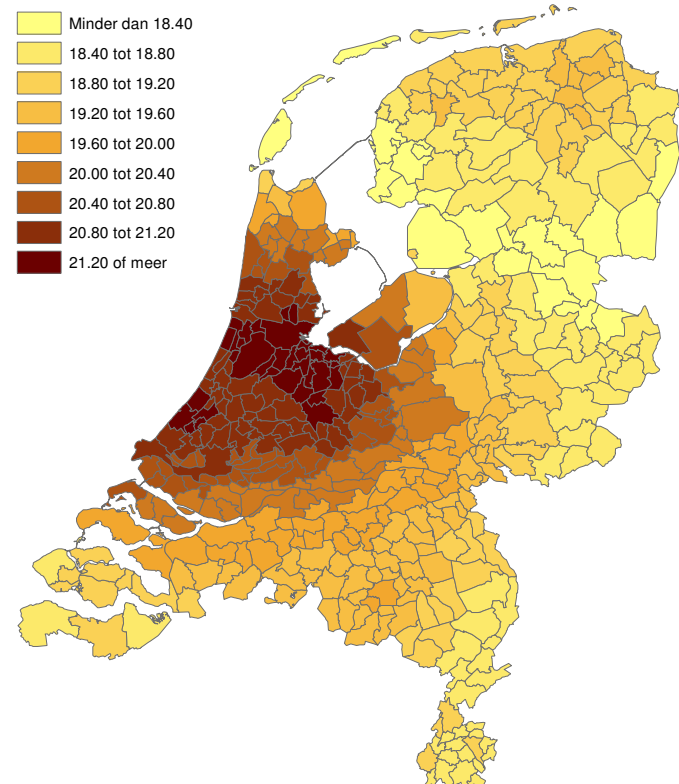 Minder dan 18.40
18.40 tot 18.80
18.80 tot 19.20
19.20 tot 19.60
19.60 tot 20.00
20.00 tot 20.40
20.40 tot 20.80
20.80 tot 21.20
21.20 of meer